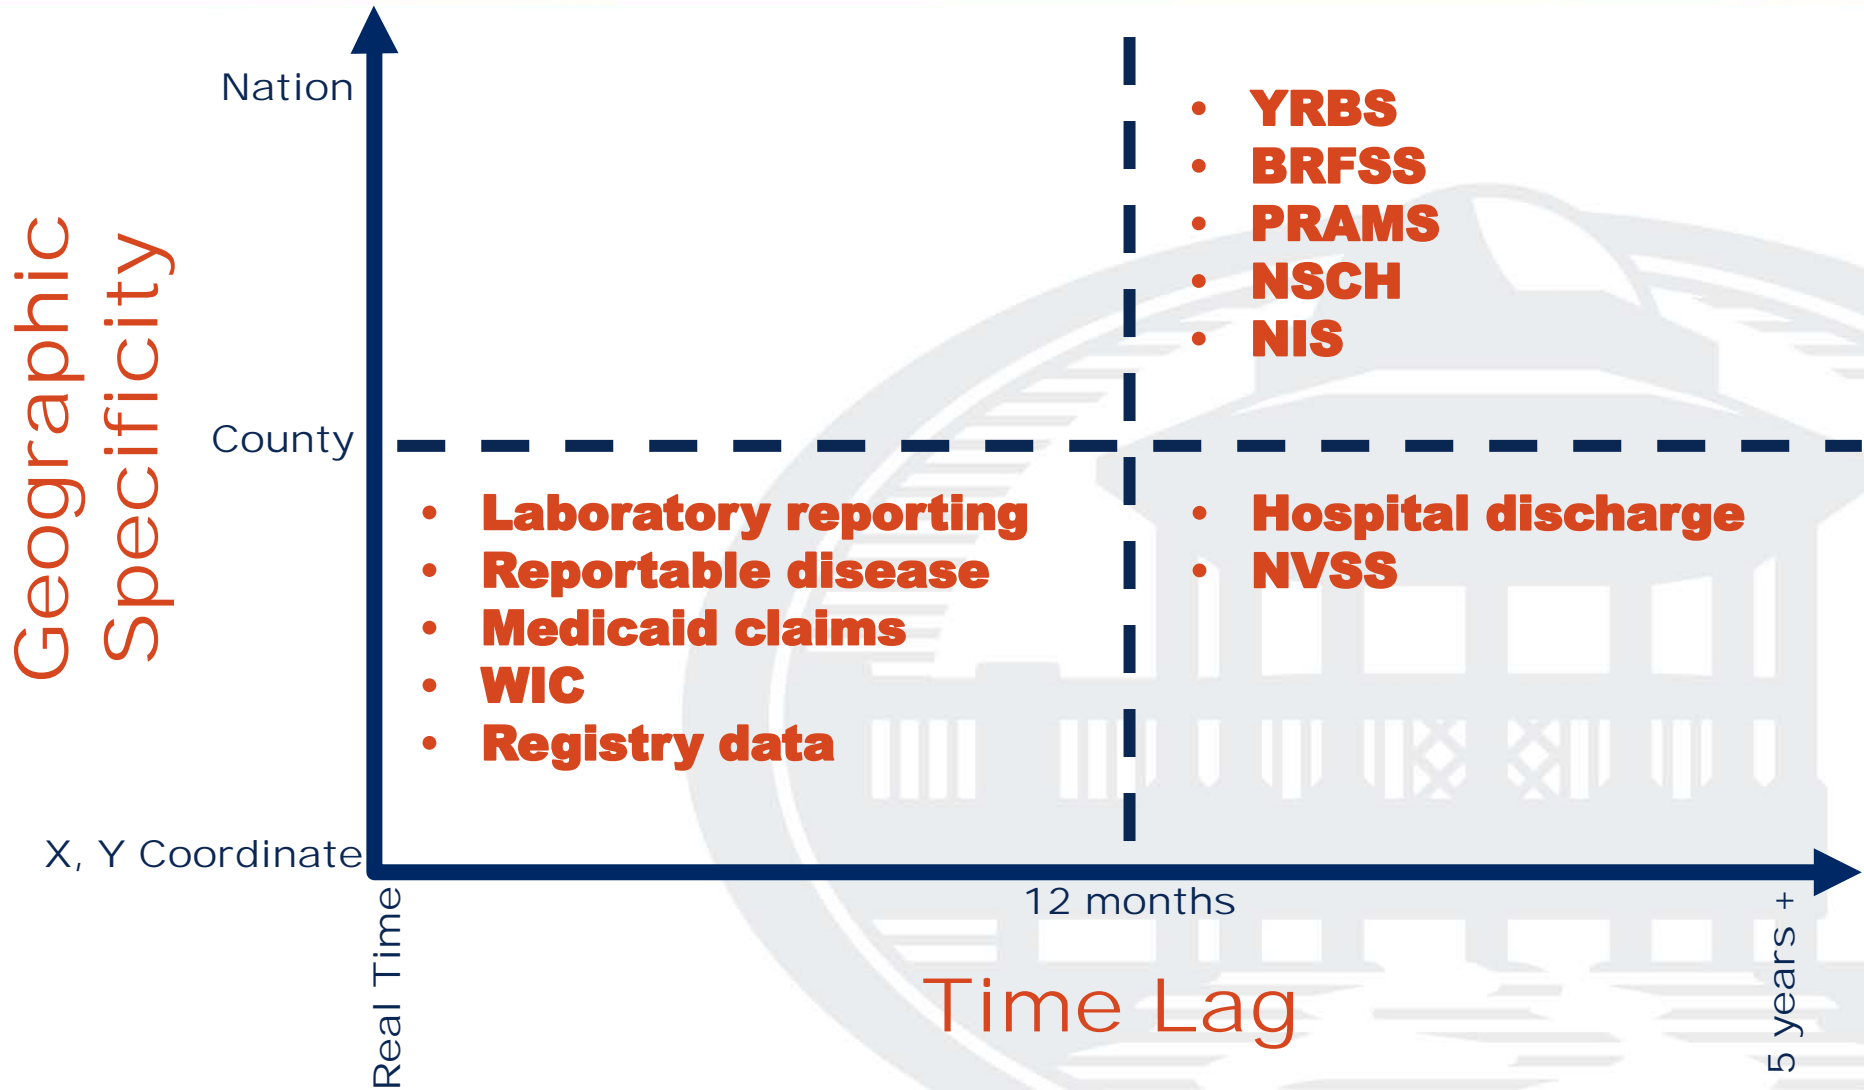 Geographic
Specificity
Nation
County
X, Y Coordinate
• YRBS
• BRFSS
• PRAMS
• NSCH
• NIS
• Laboratory reporting
• Reportable disease
• Medicaid claims
• WIC
• Registry data
• Hospital discharge
• NVSS
Real Time
12 months
5 years +
Time Lag